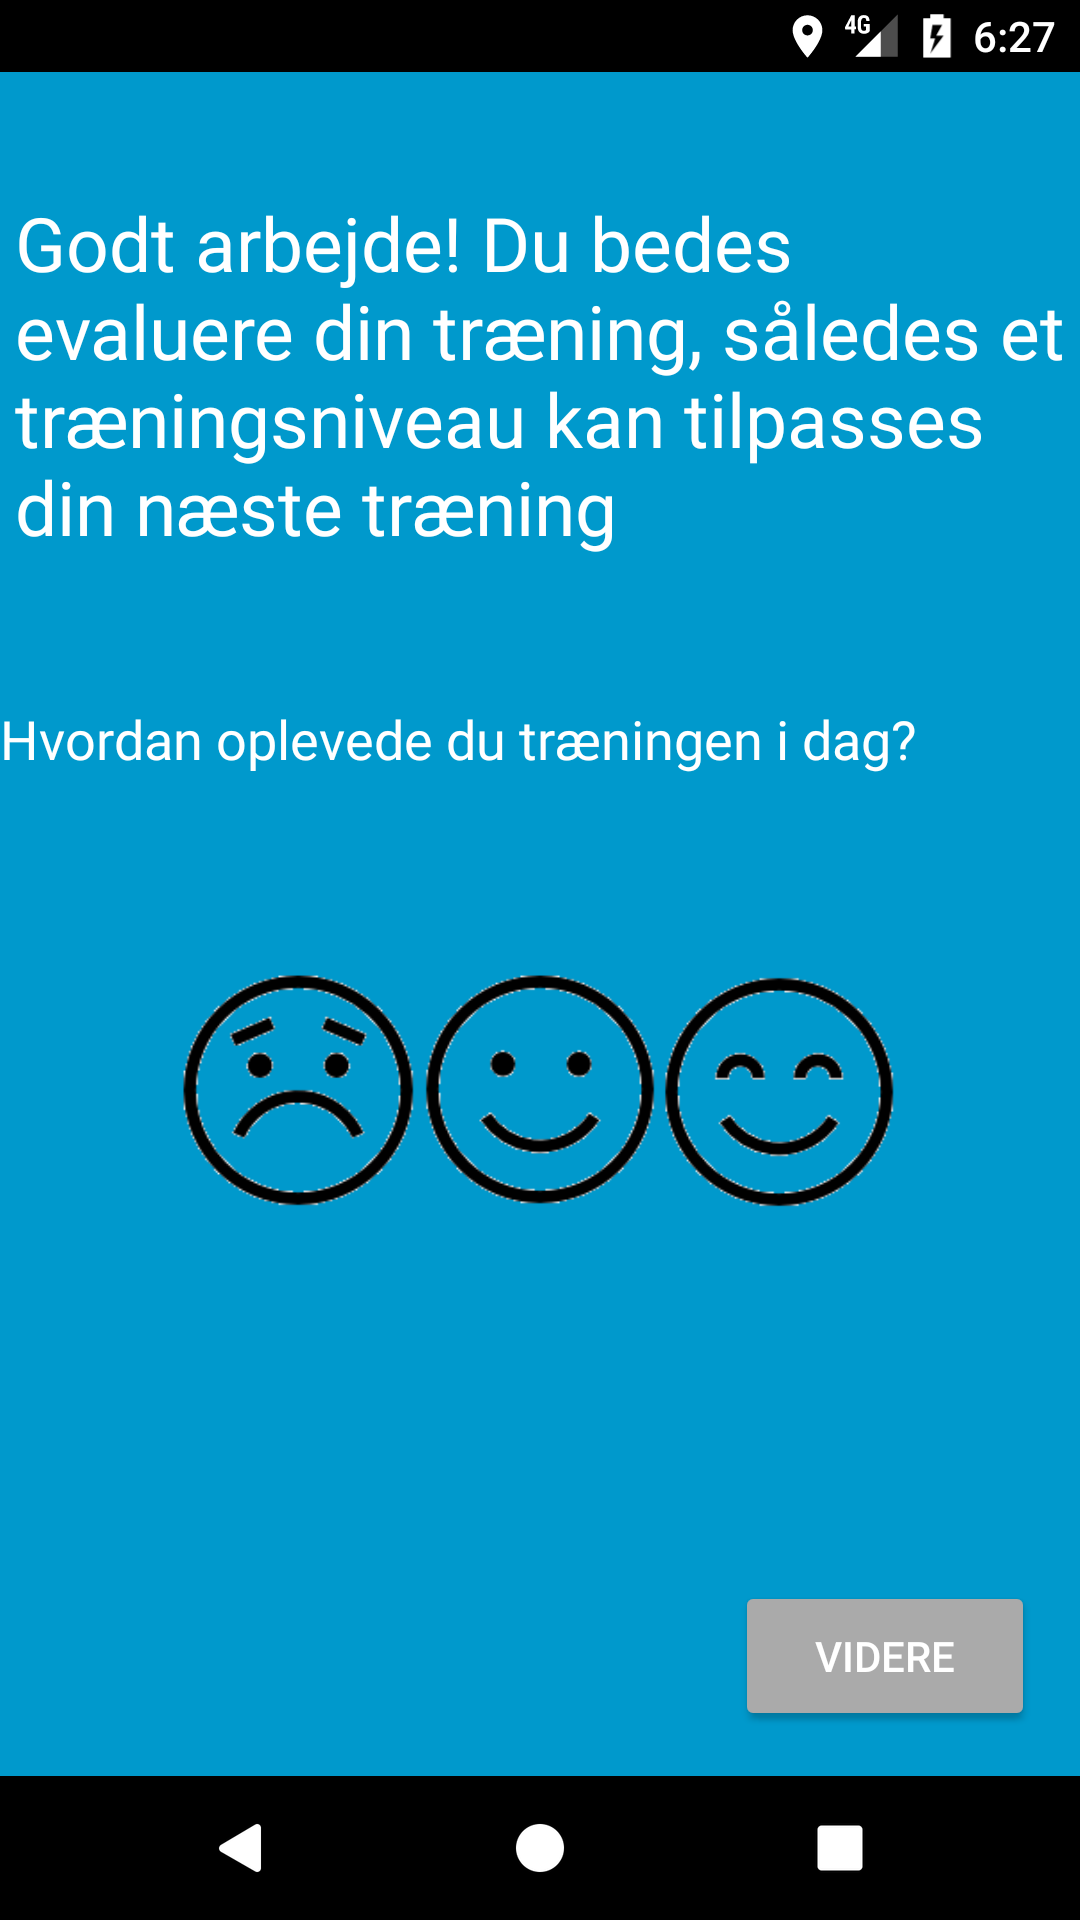 4G 6:27
Godt arbejde! Du bedes
evaluere din træning, således et
træningsniveau kan tilpasses
din næste træning
Hvordan oplevede du træningen i dag?
VIDERE